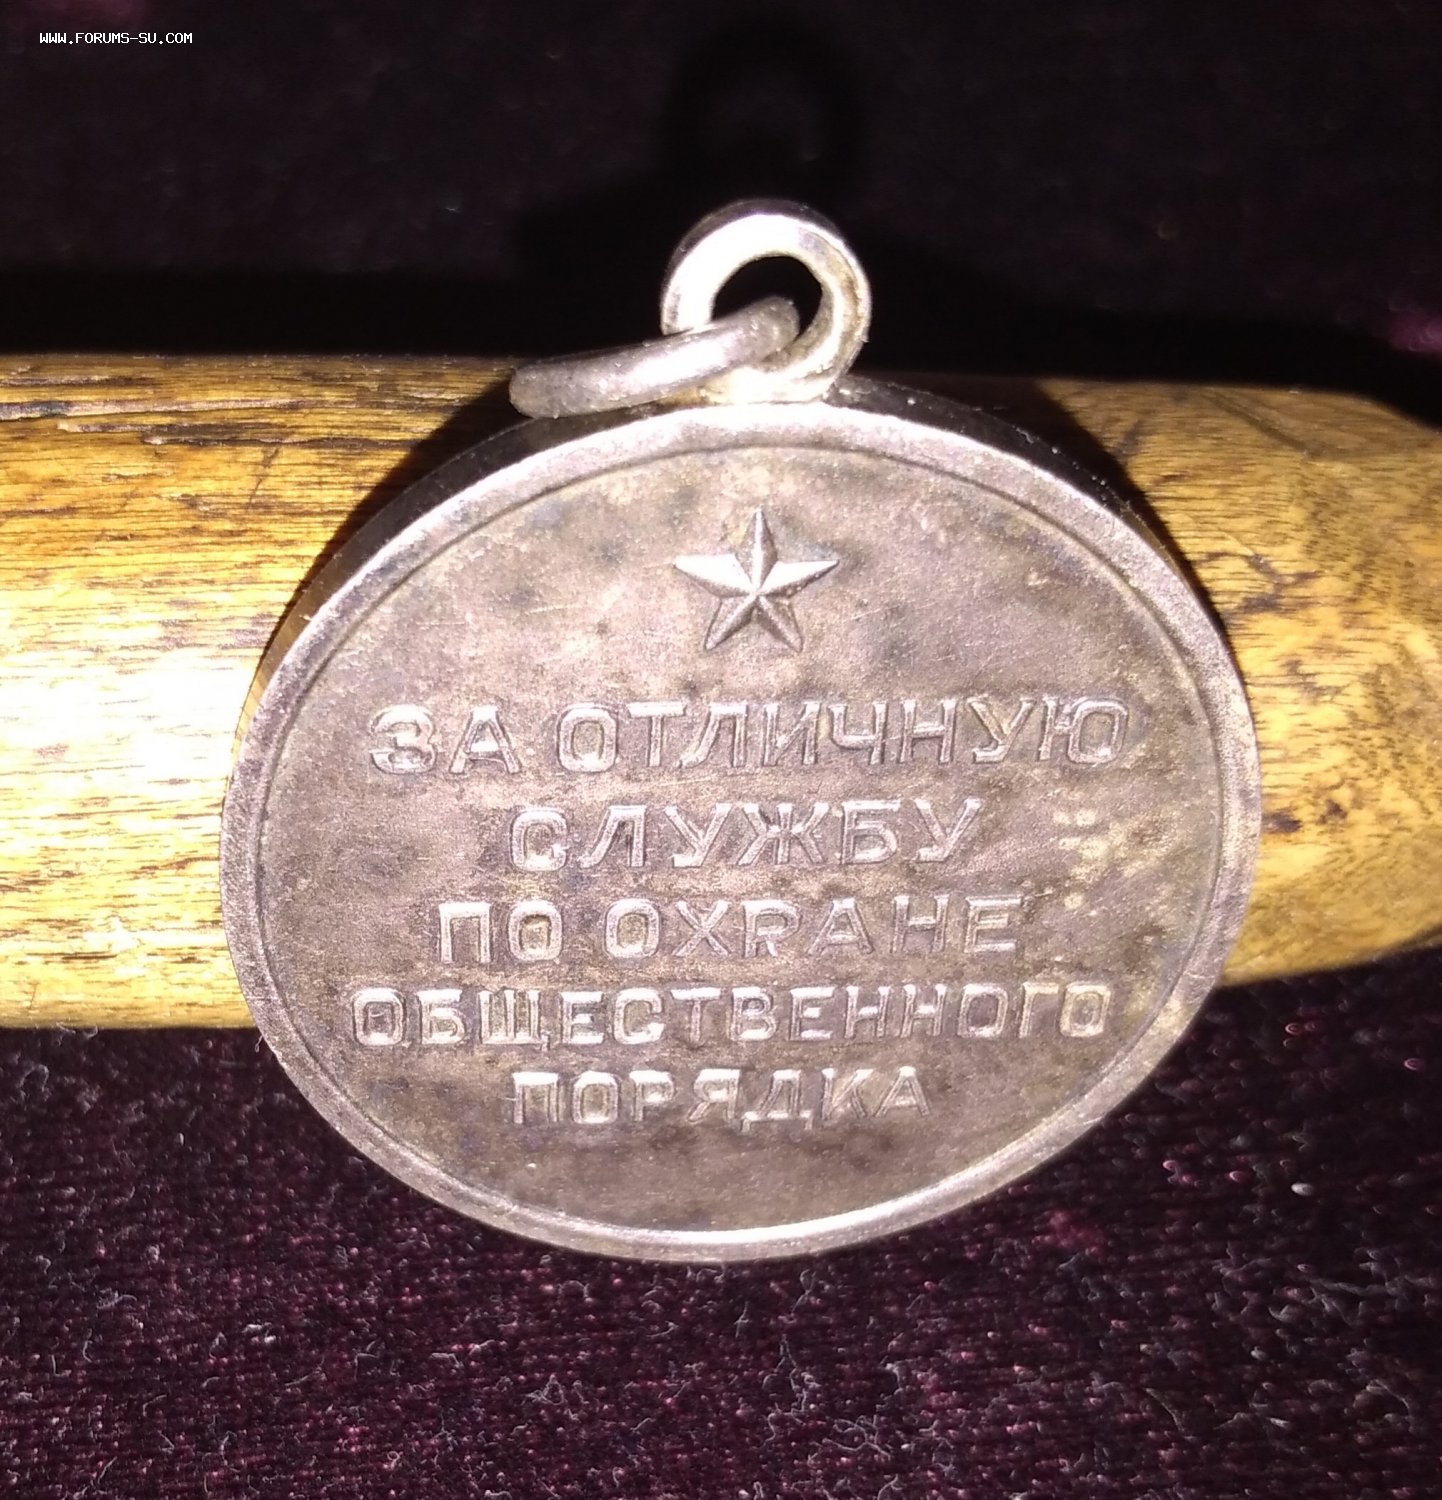 WWW.FORUMS-SU.COM
ЗА ОТЛИЧНУЮ
СЛУЖБУ
ПО ОХРАНЕ
ОБЩЕСТВЕННОГО
ПОРЯДКА